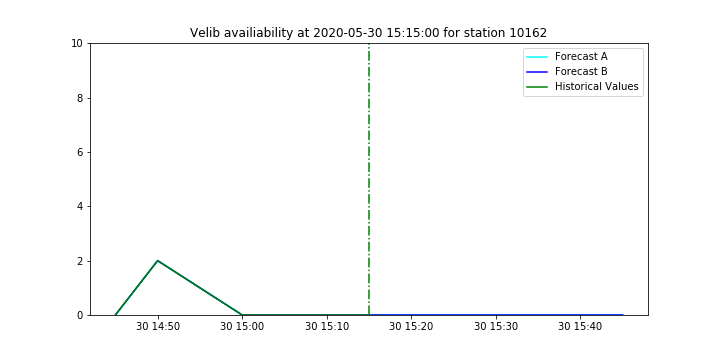 Velib availiability at 2020-05-30 15:15:00 for station 10162
10
8
6
4
2
0
Forecast A
Forecast B
Historical Values
30 14:50 30 15:00 30 15:10 30 15:20 30 15:30 30 15:40